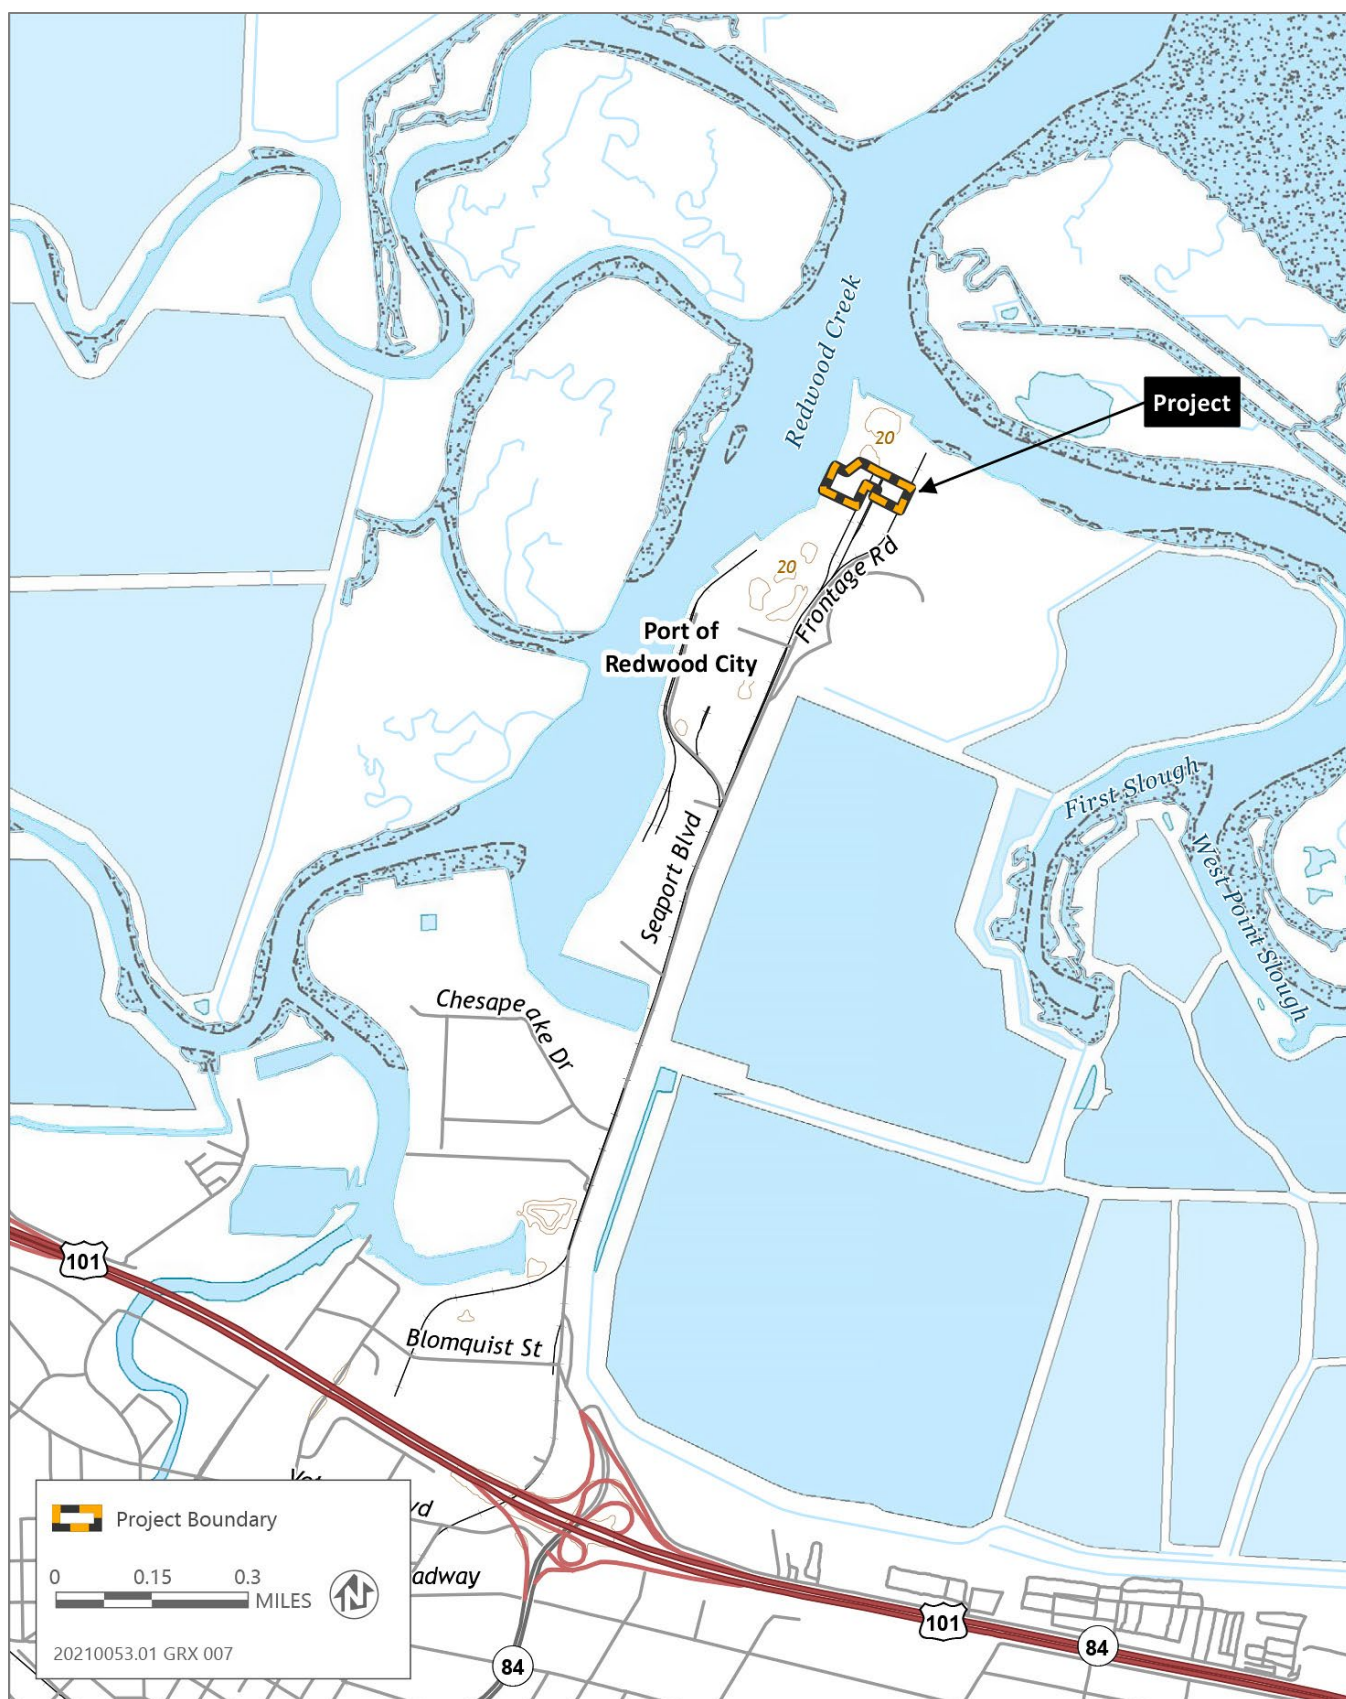 Redwood Creek
Project
20
20
Frontage Rd
Port of
Redwood City
First Slough
West Point Slough
Seaport Blvd
Chesapeake Dr
101
Blomquist St
Project Boundary
0 0.15 0.3
MILES
20210053.01 GRX 007
101
84
84